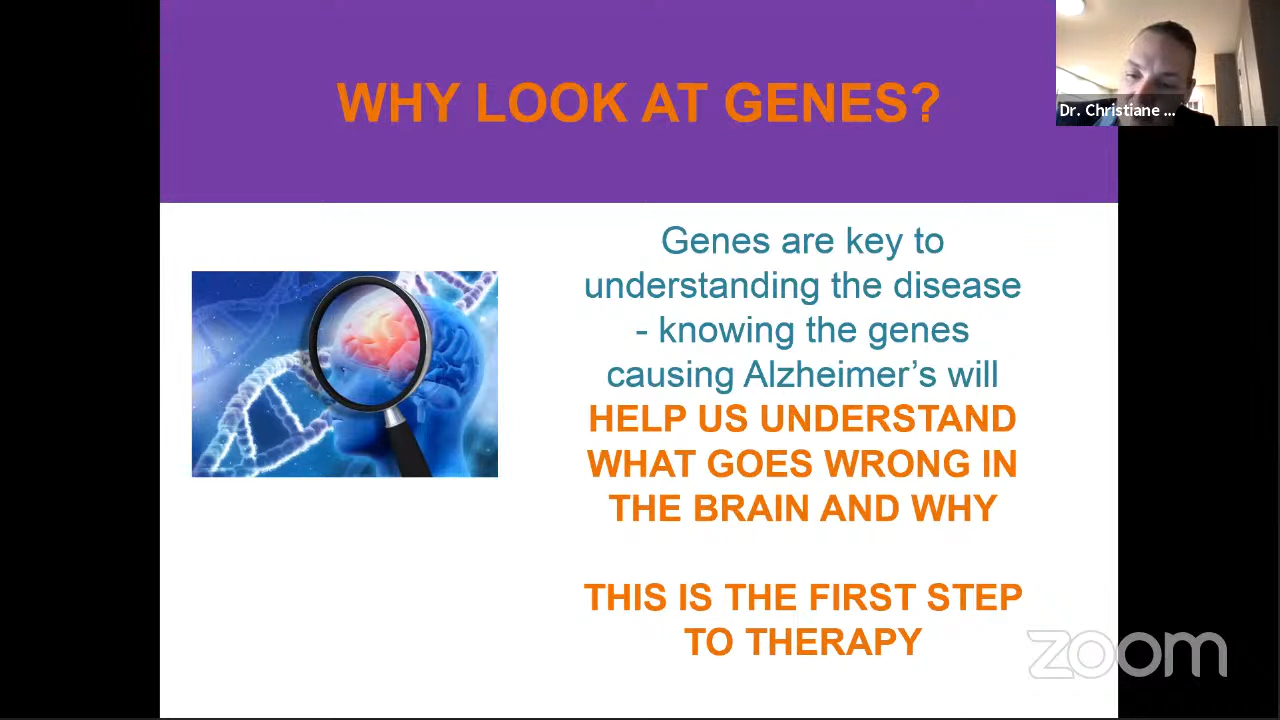 WHY LOOK AT GENES?
Dr. Christiane ...
Genes are key to
understanding the disease
- knowing the genes
causing Alzheimer’s will
HELP US UNDERSTAND
WHAT GOES WRONG IN
THE BRAIN AND WHY
THIS IS THE FIRST STEP
TO THERAPY
zoom